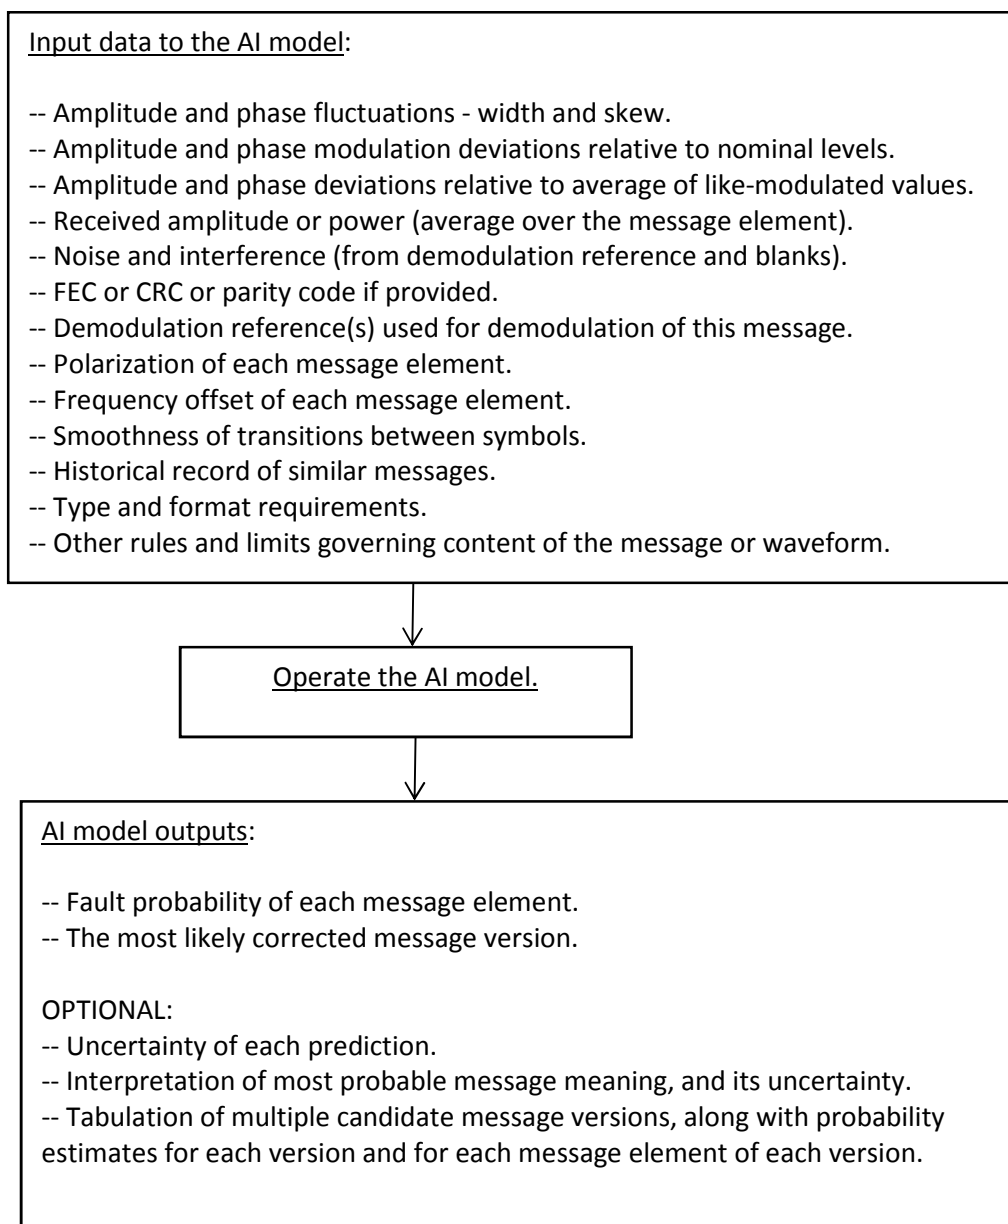 Input data to the AI model:
-- Amplitude and phase fluctuations - width and skew.
-- Amplitude and phase modulation deviations relative to nominal levels.
-- Amplitude and phase deviations relative to average of like-modulated values.
-- Received amplitude or power (average over the message element).
-- Noise and interference (from demodulation reference and blanks).
-- FEC or CRC or parity code if provided.
-- Demodulation reference(s) used for demodulation of this message.
-- Polarization of each message element.
-- Frequency offset of each message element.
-- Smoothness of transitions between symbols.
-- Historical record of similar messages.
-- Type and format requirements.
-- Other rules and limits governing content of the message or waveform.
Operate the AI model.
AI model outputs:
-- Fault probability of each message element.
-- The most likely corrected message version.
OPTIONAL:
-- Uncertainty of each prediction.
-- Interpretation of most probable message meaning, and its uncertainty.
-- Tabulation of multiple candidate message versions, along with probability
estimates for each version and for each message element of each version.